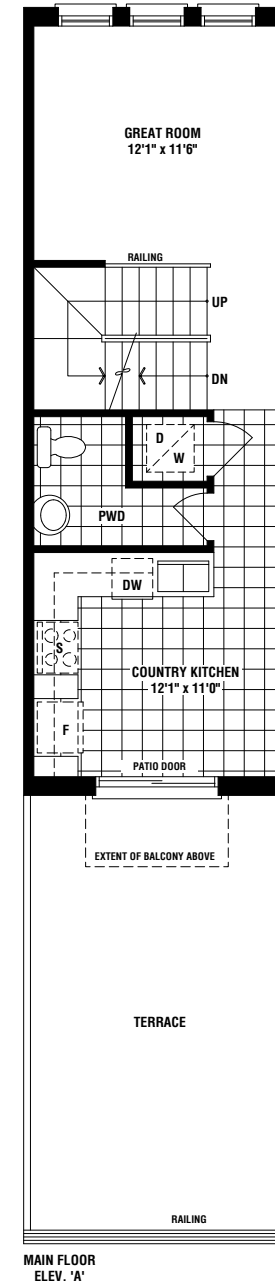 GREAT ROOM
12'1" x 11'6"
RAILING
UP
DN
D
W
PWD
DW
S
COUNTRY KITCHEN
12'1" x 11'0"
F
PATIO DOOR
EXTENT OF BALCONY ABOVE
TERRACE
RAILING
MAIN FLOOR
ELEV. 'A'